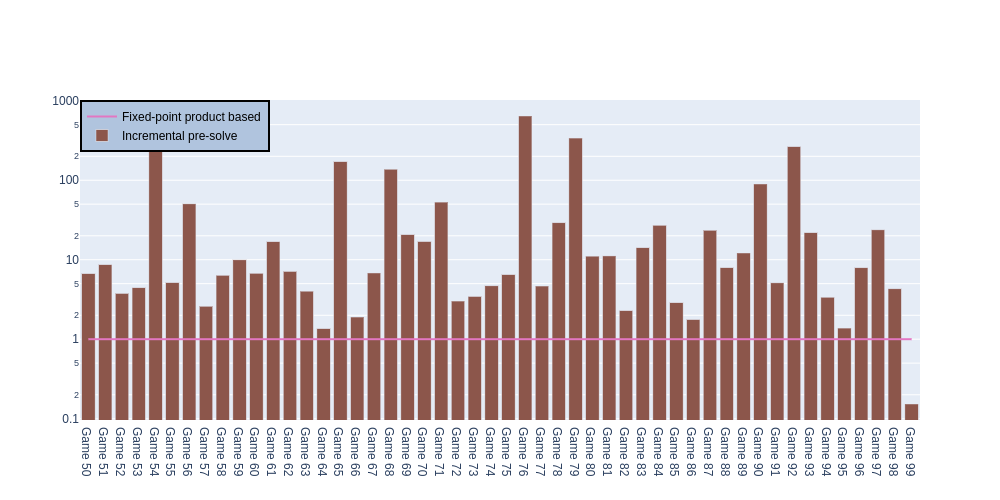 1000
5
2
100
5
2
10
5
2
1
5
2
0.1
Fixed-point product based
Incremental pre-solve
Game 50
Game 51
Game 52
Game 53
Game 54
Game 55
Game 56
Game 57
Game 58
Game 59
Game 60
Game 61
Game 62
Game 63
Game 64
Game 65
Game 66
Game 67
Game 68
Game 69
Game 70
Game 71
Game 72
Game 73
Game 74
Game 75
Game 76
Game 77
Game 78
Game 79
Game 80
Game 81
Game 82
Game 83
Game 84
Game 85
Game 86
Game 87
Game 88
Game 89
Game 90
Game 91
Game 92
Game 93
Game 94
Game 95
Game 96
Game 97
Game 98
Game 99